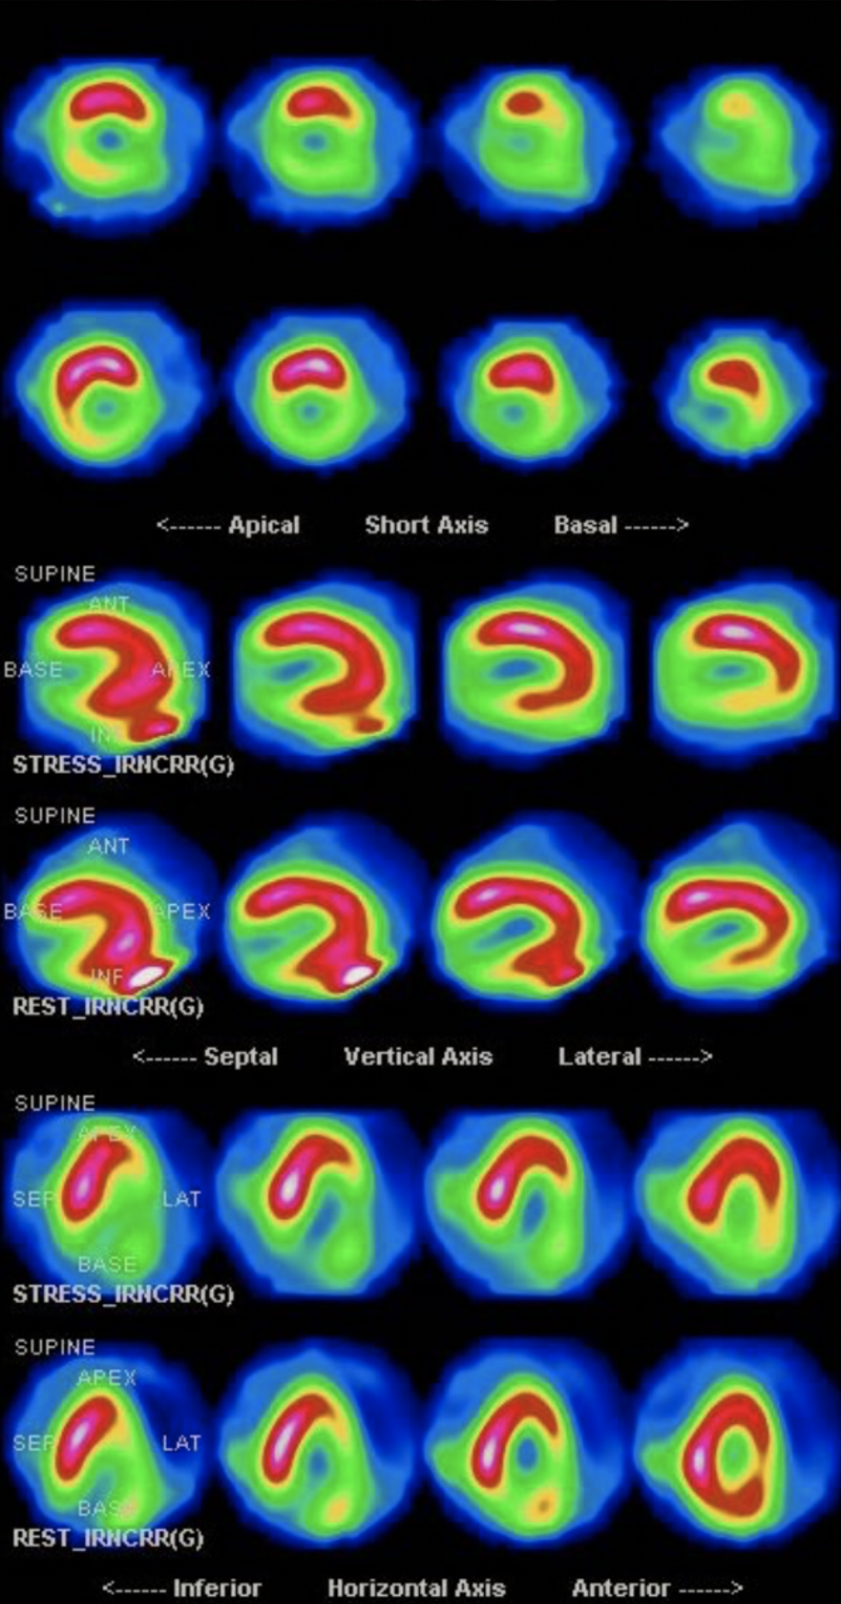 <------ Apical Short Axis Basal ------>
SUPINE
ANT
BASE APEX
INF
STRESS_IRNCRR(G)
SUPINE
ANT
BASE APEX
INF
REST_IRNCRR(G)
<------ Septal Vertical Axis Lateral ------>
SUPINE
APEX
SEP LAT
BASE
STRESS_IRNCRR(G)
SUPINE
APEX
SEP LAT
BASE
REST_IRNCRR(G)
<------ Inferior Horizontal Axis Anterior ------>